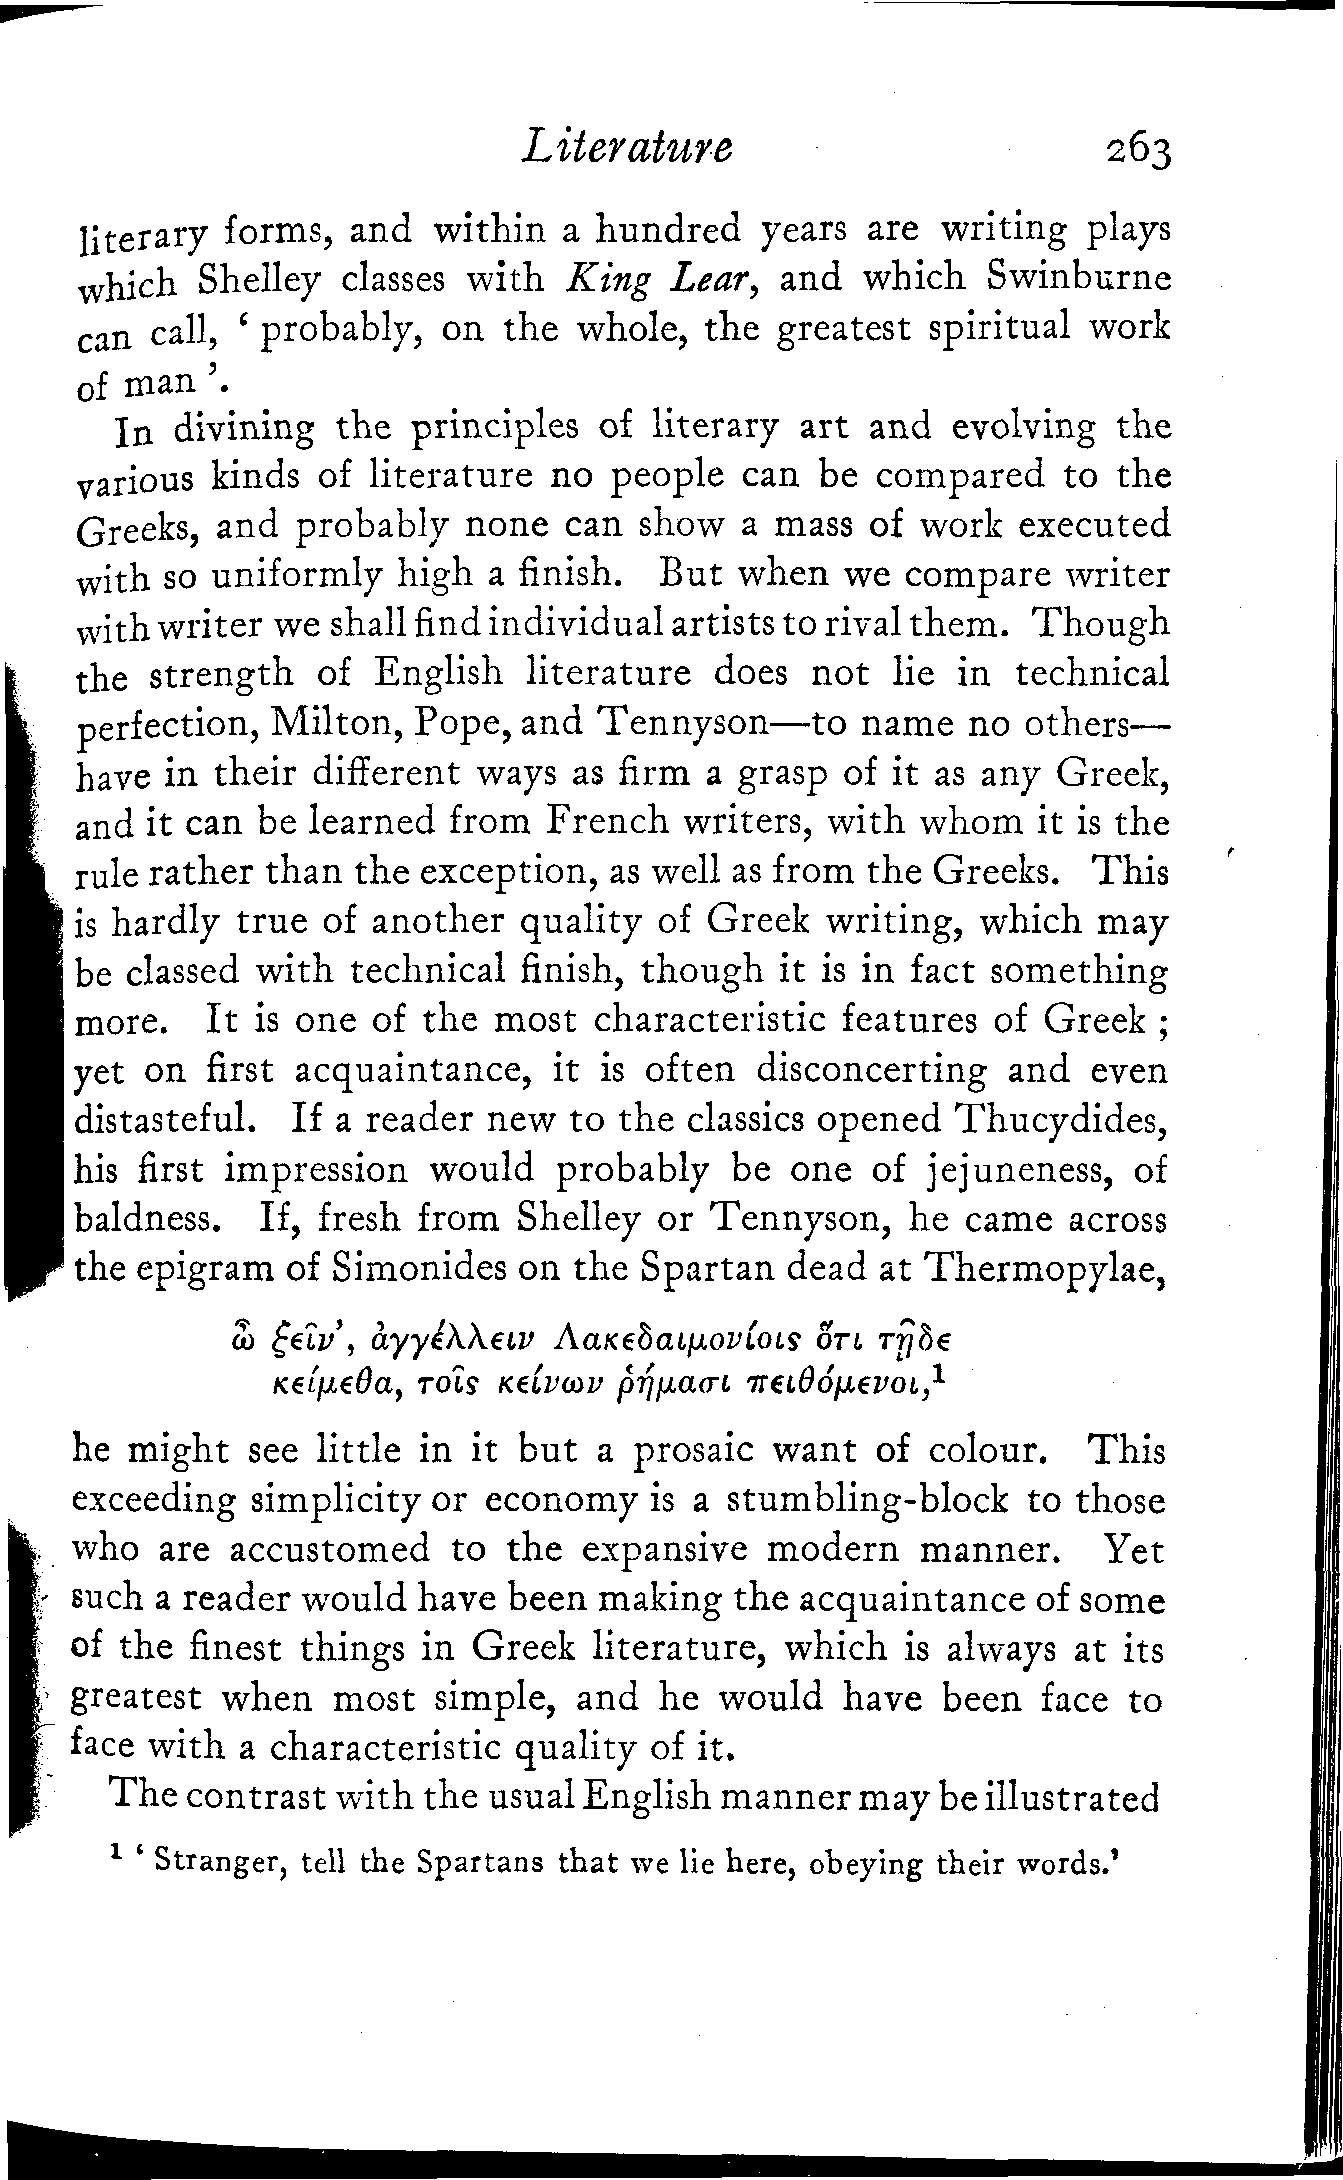 Literature 263
literary forms, and within a hundred years are writing plays
which Shelley classes with King Lear, and which Swinburne
can call, ‘ probably, on the whole, the greatest spiritual work
of man ’.
In divining the principles of literary art and evolving the
various kinds of literature no people can be compared to the
Greeks, and probably none can show a mass of work executed
with so uniformly high a finish. But when we compare writer
with writer we shall find individual artists to rival them. Though
the strength of English literature does not lie in technical
perfection, Milton, Pope, and Tennyson—to name no others—
have in their different ways as firm a grasp of it as any Greek,
and it can be learned from French writers, with whom it is the
rule rather than the exception, as well as from the Greeks. This
is hardly true of another quality of Greek writing, which may
be classed with technical finish, though it is in fact something
more. It is one of the most characteristic features of Greek ;
yet on first acquaintance, it is often disconcerting and even
distasteful. If a reader new to the classics opened Thucydides,
his first impression would probably be one of jejuneness, of
baldness. If, fresh from Shelley or Tennyson, he came across
the epigram of Simonides on the Spartan dead at Thermopylae,
ὦ ξεῖν’, ἀγγέλλειν Λακεδαιμονίοις ὅτι τῇδε
κείμεθα, τοῖς κείνων ῥήμασι πειθόμενοι,¹
he might see little in it but a prosaic want of colour. This
exceeding simplicity or economy is a stumbling-block to those
who are accustomed to the expansive modern manner. Yet
such a reader would have been making the acquaintance of some
of the finest things in Greek literature, which is always at its
greatest when most simple, and he would have been face to
face with a characteristic quality of it.
The contrast with the usual English manner may be illustrated
¹ ‘ Stranger, tell the Spartans that we lie here, obeying their words.’